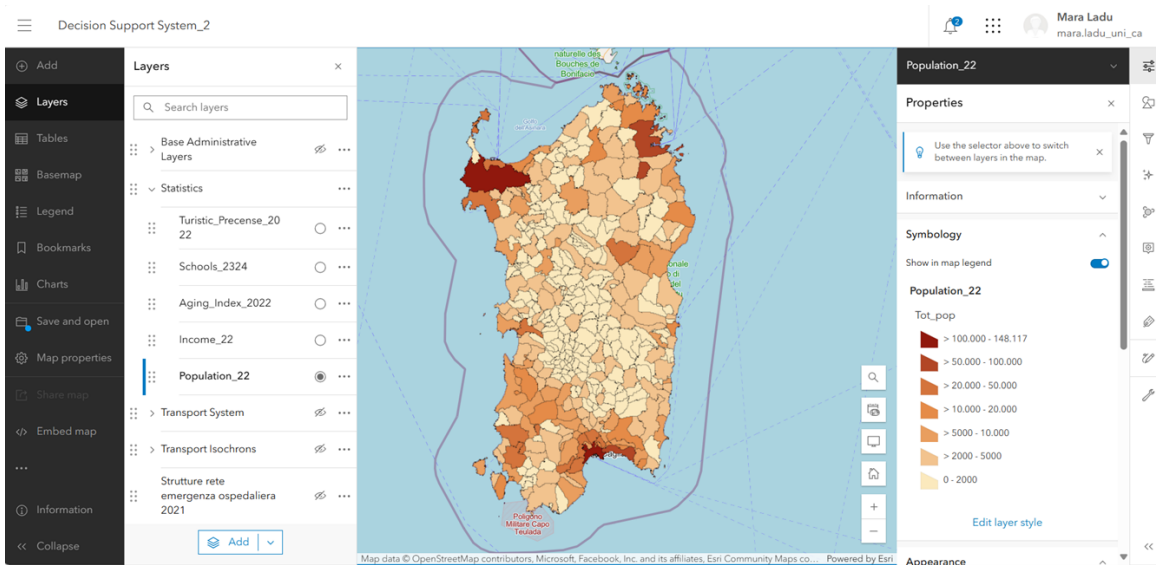 Decision Support System_2
2
Mara Ladu
mara.ladu_uni_ca
Add
Layers
Tables
Basemap
Legend
Bookmarks
Charts
Save and open
Map properties
Share map
Embed map
Information
Collapse
Layers
Search layers
Base Administrative
Layers
Statistics
Turistic_Precense_20
22
Schools_2324
Aging_Index_2022
Income_22
Population_22
Transport System
Transport Isochrons
Strutture rete
emergenza ospedaliera
2021
Add
naturelle des
Bouches de
Bonifacio
Poligono
Militare Capo
Teulada
Map data © OpenStreetMap contributors, Microsoft, Facebook, Inc. and its affiliates, Esri Community Maps co...
Powered by Esri
Population_22
Properties
Use the selector above to switch
between layers in the map.
Information
Symbology
Show in map legend
Population_22
Tot_pop
> 100.000 - 148.117
> 50.000 - 100.000
> 20.000 - 50.000
> 10.000 - 20.000
> 5000 - 10.000
> 2000 - 5000
0 - 2000
Edit layer style
Appearance